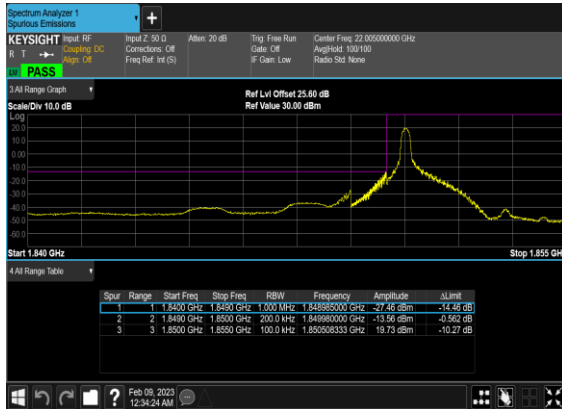 Spectrum Analyzer 1
Spurious Emissions
+
KEYSIGHT Input: RF Input Z: 50 Ω Atten: 20 dB Trig: Free Run Center Freq: 22.005000000 GHz
R T Coupling: DC Corrections: Off Gate: Off Avg|Hold: 100/100
Align: Off Freq Ref: Int (S) IF Gain: Low Radio Std: None
PASS
3 All Range Graph
Ref Lvl Offset 25.60 dB
Scale/Div 10.0 dB Ref Value 30.00 dBm
Log
20.0
10.0
0.00
-10.0
-20.0
-30.0
-40.0
-50.0
-60.0
Start 1.840 GHz Stop 1.855 GH
4 All Range Table
Spur Range Start Freq Stop Freq RBW Frequency Amplitude ΔLimit
1 1 1.8400 GHz 1.8490 GHz 1.000 MHz 1.848985000 GHz -27.46 dBm -14.46 dB
2 2 1.8490 GHz 1.8500 GHz 200.0 kHz 1.849980000 GHz -13.56 dBm -0.562 dB
3 3 1.8500 GHz 1.8550 GHz 100.0 kHz 1.850508333 GHz 19.73 dBm -10.27 dB
?
Feb 09, 2023
12:34:24 AM